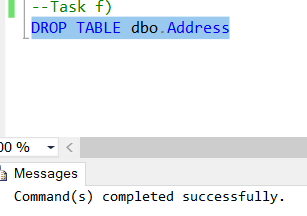 --Task f)
DROP TABLE dbo.Address
00 %
Messages
Command(s) completed successfully.